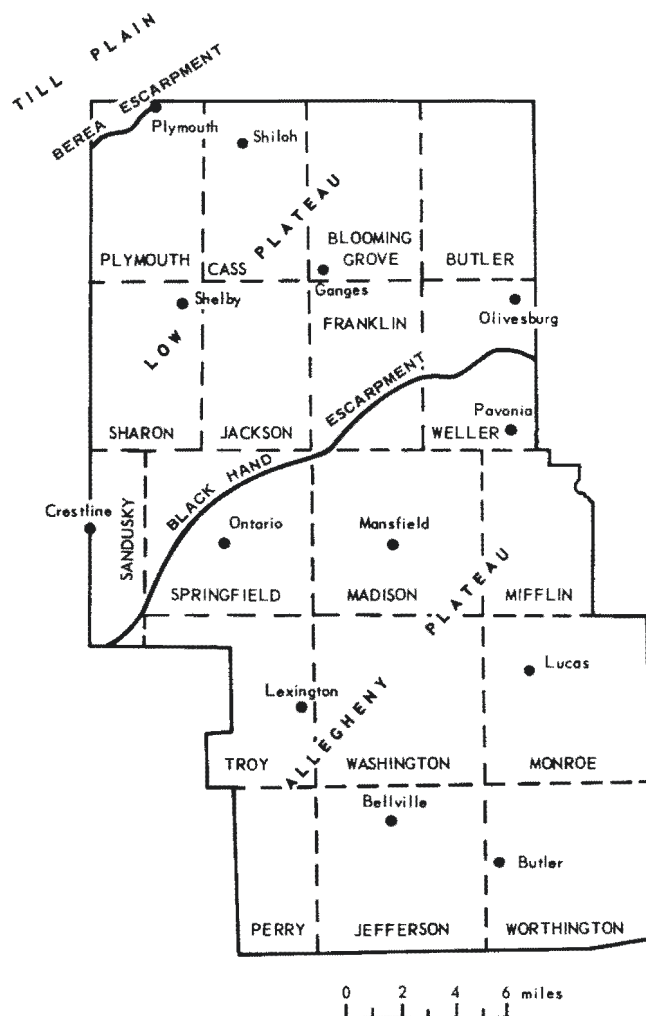 TILL PLAIN
BEREA ESCARPMENT
Plymouth
Shiloh
LOW PLATEAU
PLYMOUTH
CASS
BLOOMING
GROVE
BUTLER
Shelby
Ganges
Olivesburg
FRANKLIN
BLACK HAND ESCARPMENT
Pavonia
SHARON
JACKSON
WELLER
Crestline
SANDUSKY
Ontario
Mansfield
SPRINGFIELD
MADISON
MIFFLIN
ALLEGHENY PLATEAU
Lucas
Lexington
TROY
WASHINGTON
MONROE
Bellville
Butler
PERRY
JEFFERSON
WORTHINGTON
0 2 4 6 miles